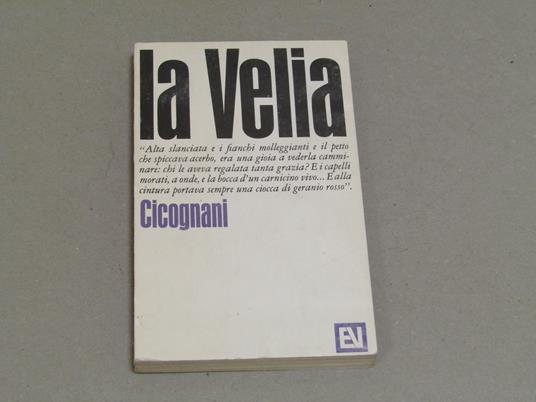 la Velia
"Alta slanciata e i fianchi molleggianti e il petto
che spiccava acerbo, era una gioia a vederla cammi-
nare: chi le aveva regalata tanta grazia? E i capelli
morati, a onde, e la bocca d'un carnicino vivo... E alla
cintura portava sempre una ciocca di geranio rosso".
Cicognani
EV